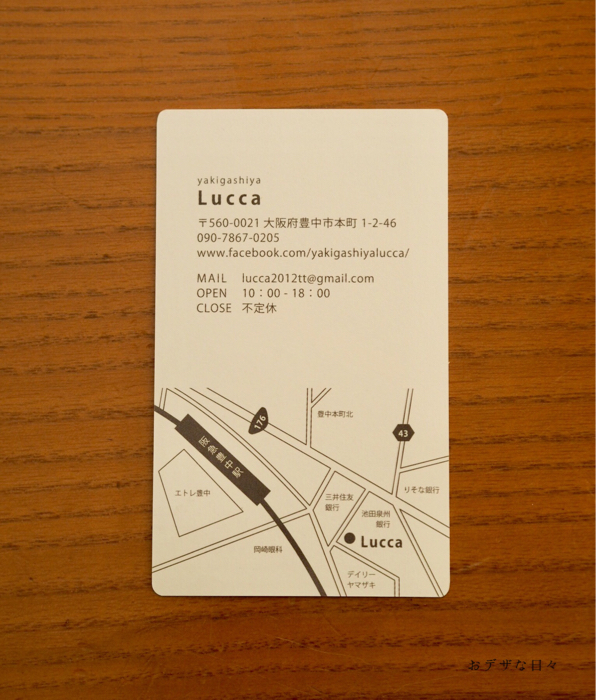 yakigashiya
Lucca
〒560-0021 大阪府豊中市本町 1-2-46
090-7867-0205
www.facebook.com/yakigashiyalucca/
MAIL lucca2012tt@gmail.com
OPEN 10：00 - 18：00
CLOSE 不定休
176
豊中本町北
43
阪急豊中駅
エトレ豊中
三井住友
銀行
りそな銀行
池田泉州
銀行
Lucca
岡崎眼科
デイリー
ヤマザキ
おデザな日々